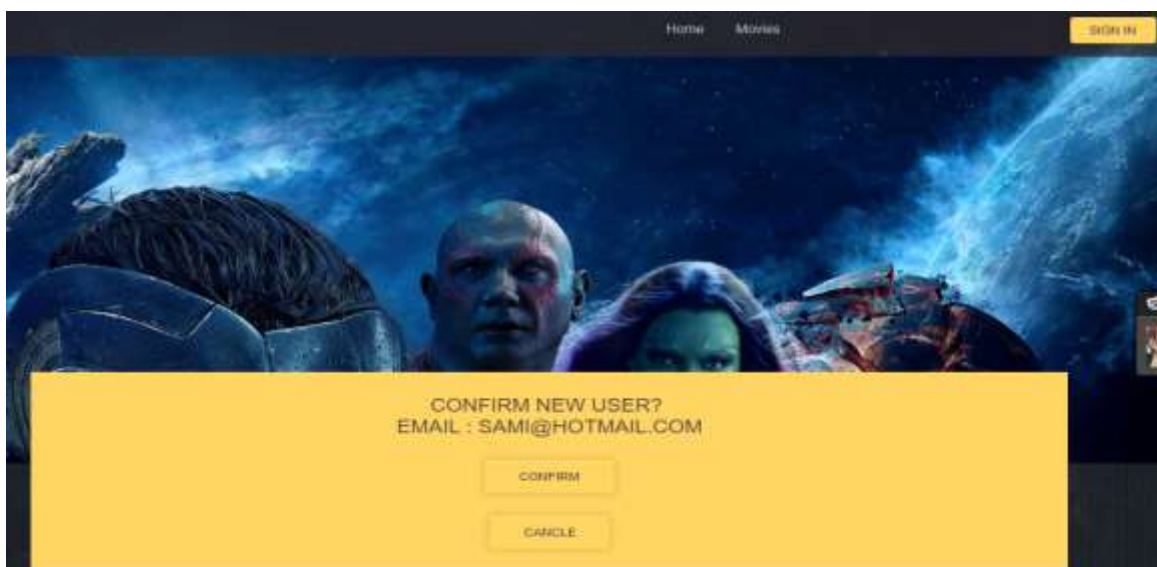 Home Movies SIGN IN
CONFIRM NEW USER?
EMAIL : SAMI@HOTMAIL.COM
CONFIRM
CANCLE